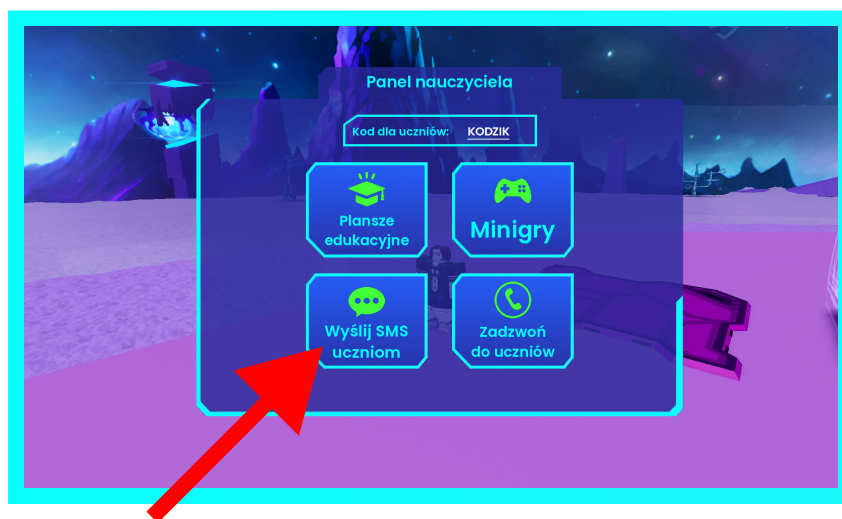 Panel nauczyciela
Kod dla uczniów: KODZIK
Plansze
edukacyjne
Minigry
Wyślij SMS
uczniom
Zadzwoń
do uczniów